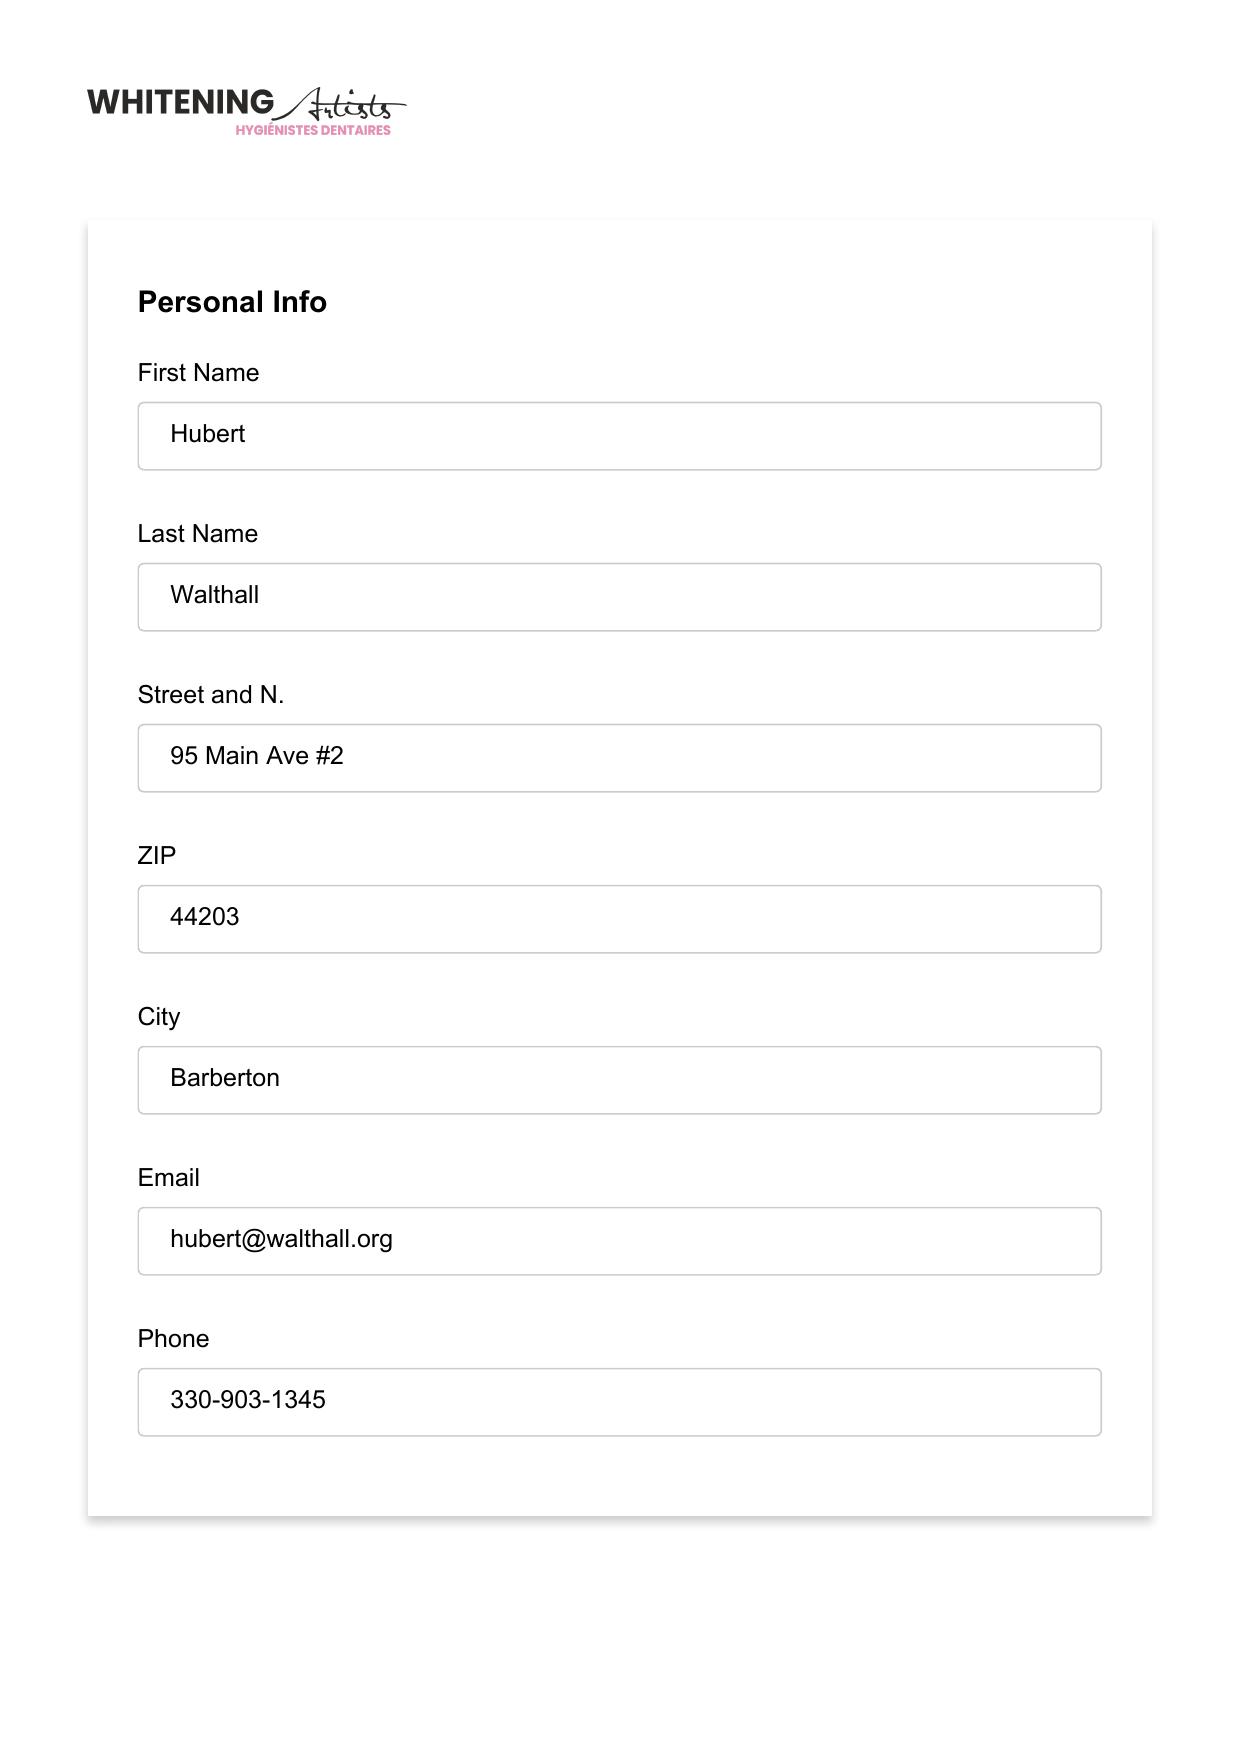 WHITENING Artists
HYGIÉNISTES DENTAIRES
Personal Info
First Name
Hubert
Last Name
Walthall
Street and N.
95 Main Ave #2
ZIP
44203
City
Barberton
Email
hubert@walthall.org
Phone
330-903-1345